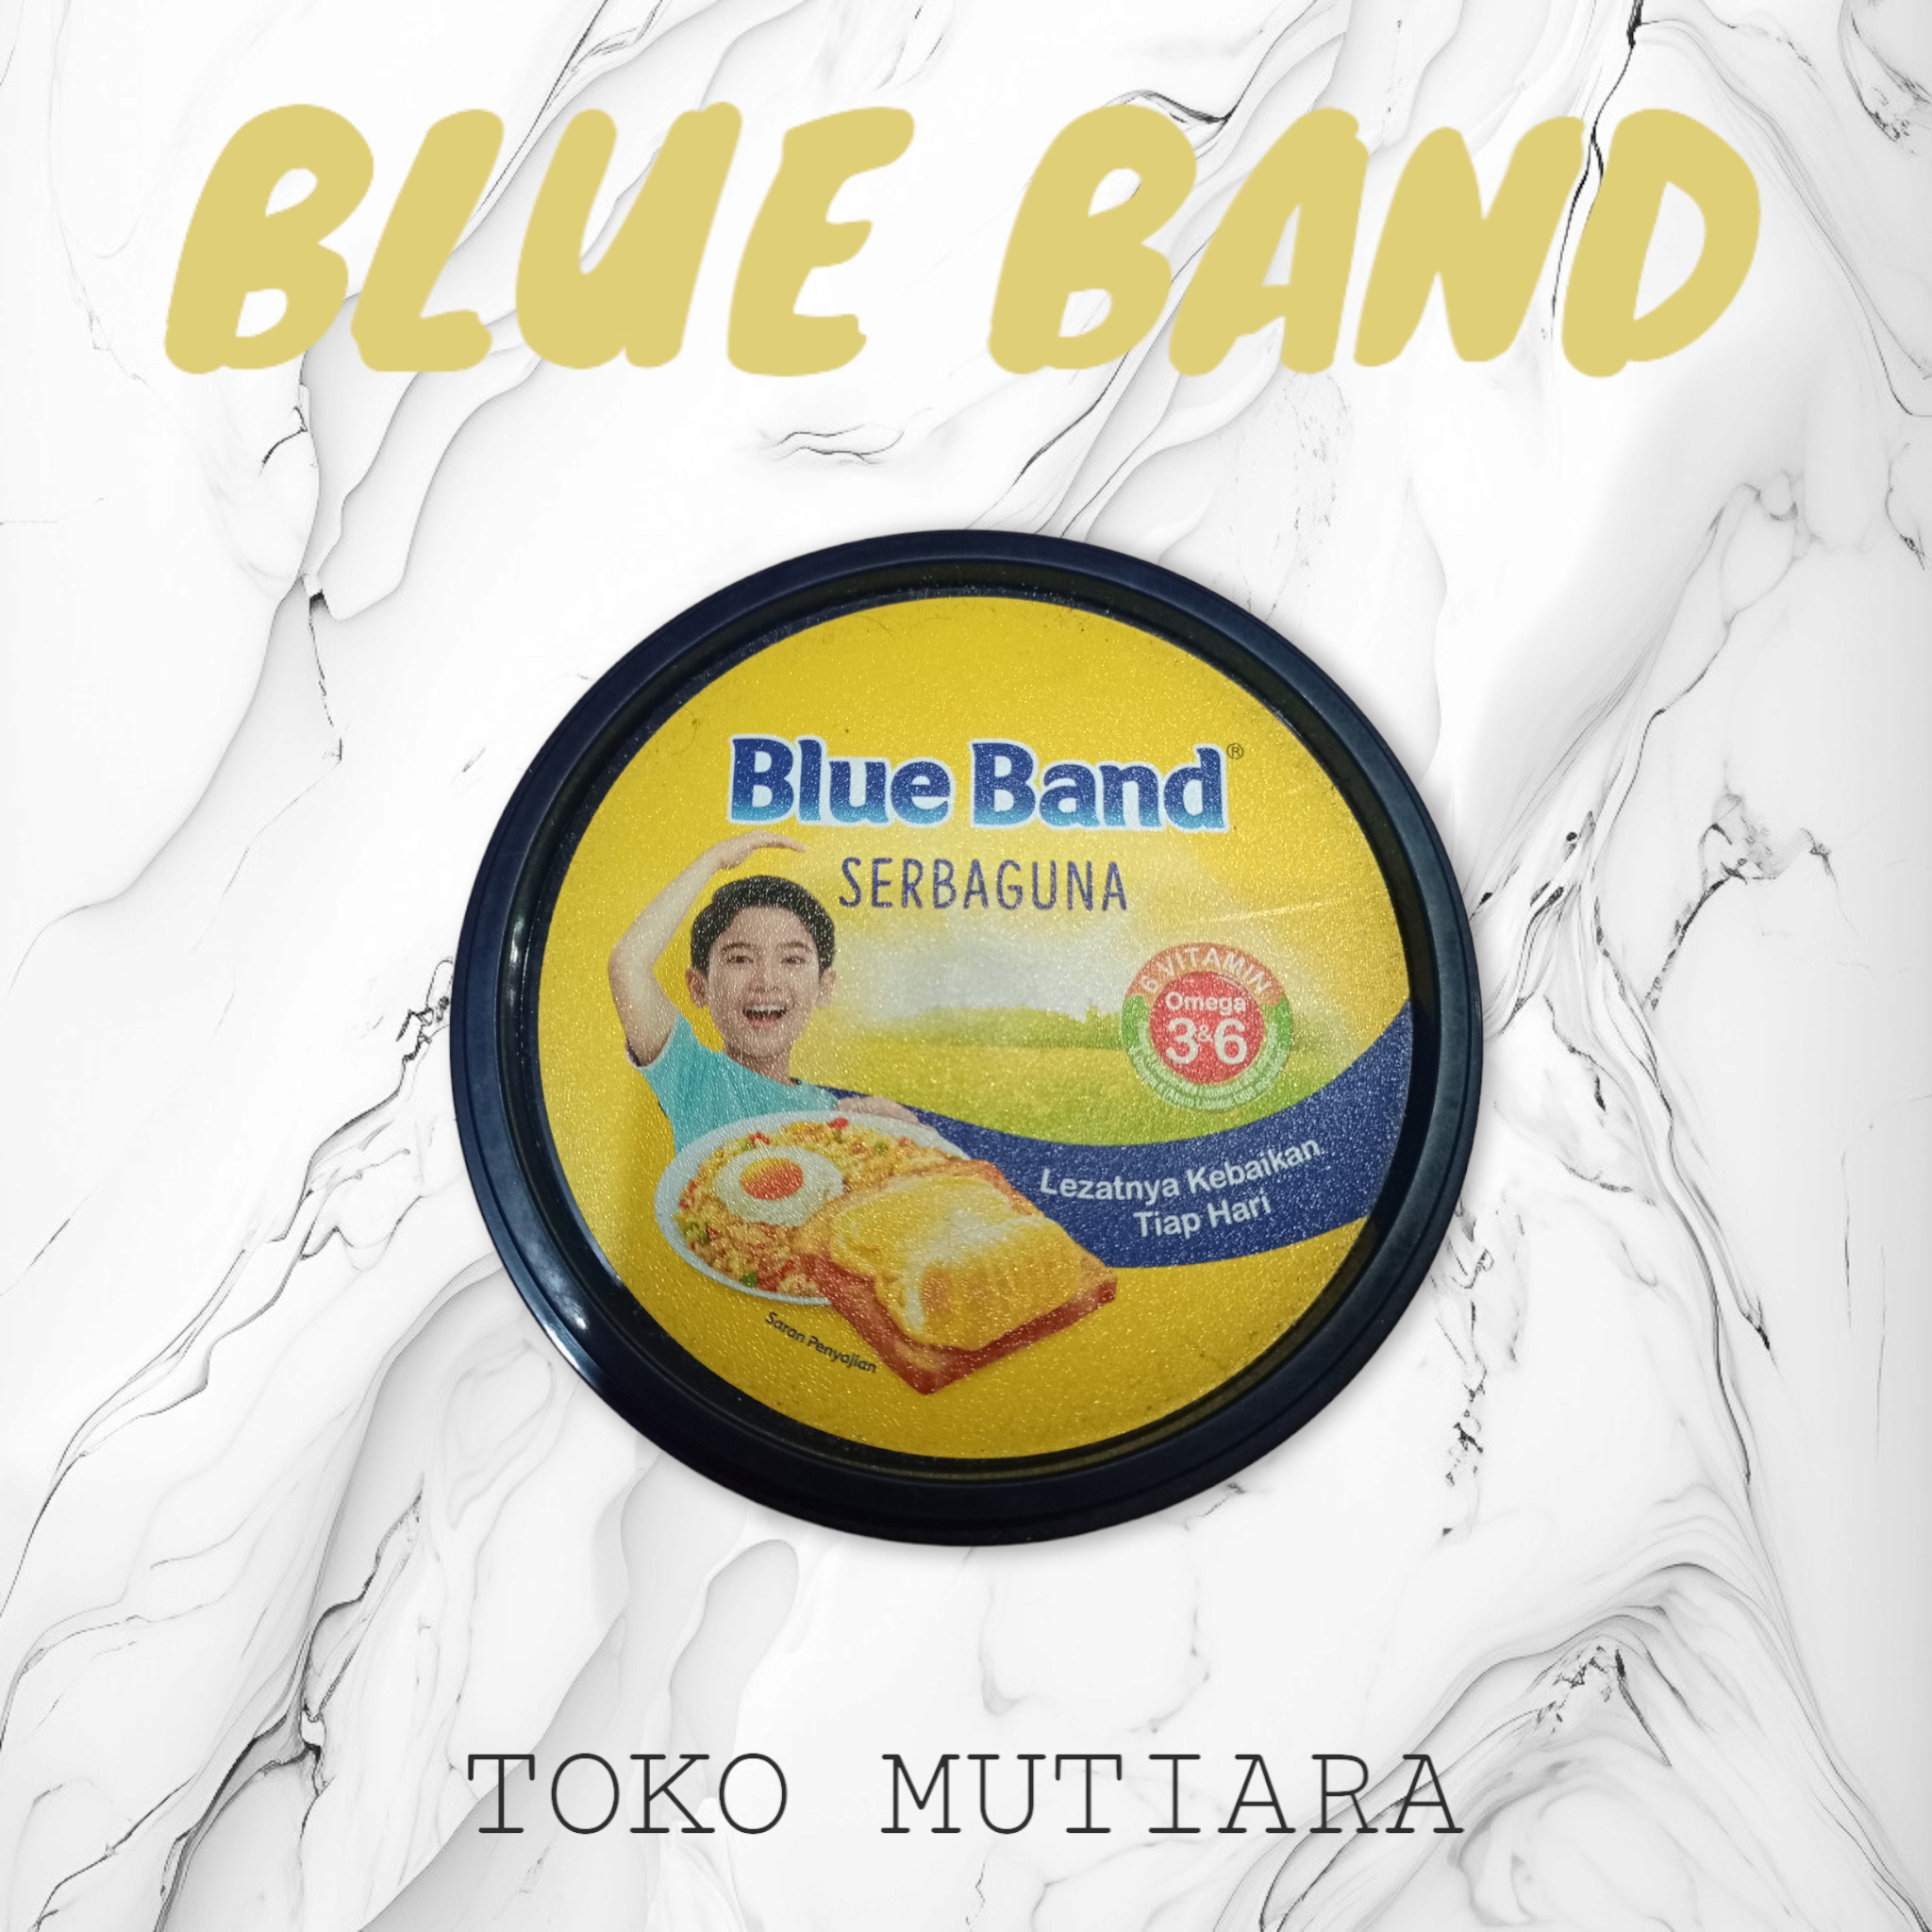 BLUE BAND
Blue Band®
SERBAGUNA
6 VITAMIN
Omega
3&6
Lezatnya Kebaikan
Tiap Hari
Saran Penyajian
TOKO MUTIARA